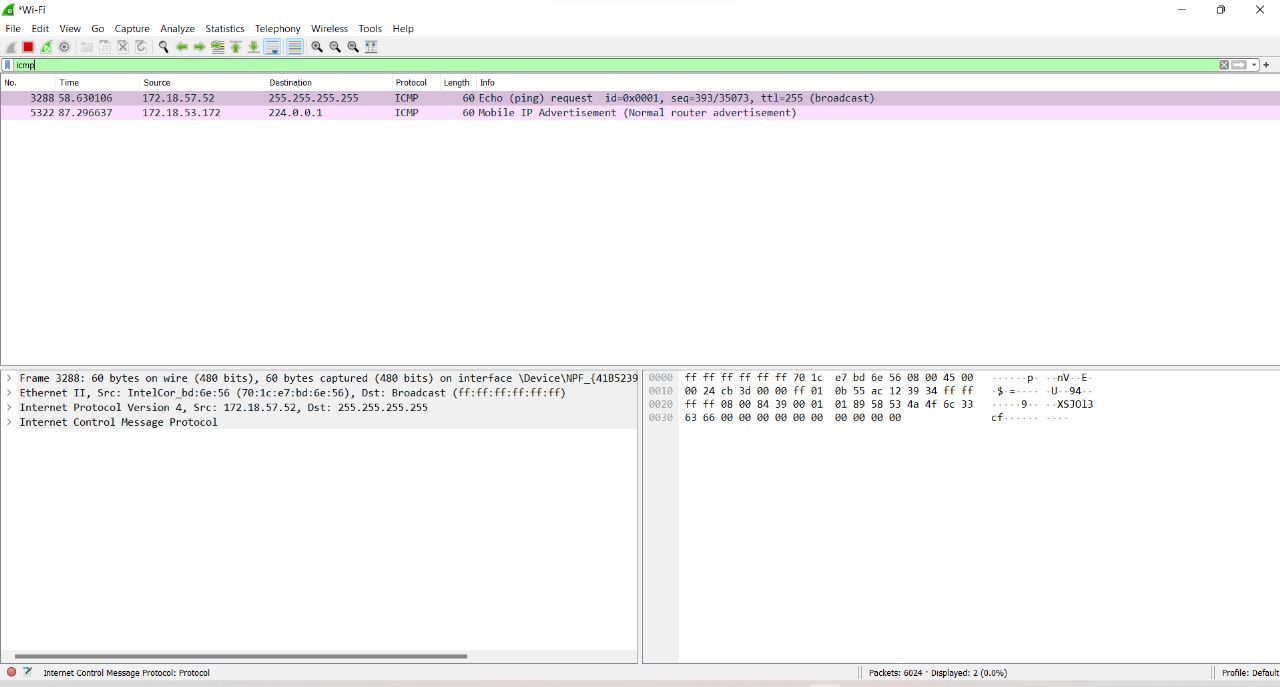 *Wi-Fi
File Edit View Go Capture Analyze Statistics Telephony Wireless Tools Help
icmp
No. Time Source Destination Protocol Length Info
3288 58.630106 172.18.57.52 255.255.255.255 ICMP 60 Echo (ping) request id=0x0001, seq=393/35073, ttl=255 (broadcast)
5322 87.296637 172.18.53.172 224.0.0.1 ICMP 60 Mobile IP Advertisement (Normal router advertisement)
Frame 3288: 60 bytes on wire (480 bits), 60 bytes captured (480 bits) on interface \Device\NPF_{41B5239
Ethernet II, Src: IntelCor_bd:6e:56 (70:1c:e7:bd:6e:56), Dst: Broadcast (ff:ff:ff:ff:ff:ff)
Internet Protocol Version 4, Src: 172.18.57.52, Dst: 255.255.255.255
Internet Control Message Protocol
0000 ff ff ff ff ff ff 70 1c e7 bd 6e 56 08 00 45 00 ······p· ··nV··E·
0010 00 24 cb 3d 00 00 ff 01 0b 55 ac 12 39 34 ff ff ·$·=···· ·U··94··
0020 ff ff 08 00 84 39 00 01 01 89 58 53 4a 4f 6c 33 ·····9·· ··XSJOl3
0030 63 66 00 00 00 00 00 00 00 00 00 00 cf······ ····
Internet Control Message Protocol: Protocol
Packets: 6024 · Displayed: 2 (0.0%)
Profile: Default